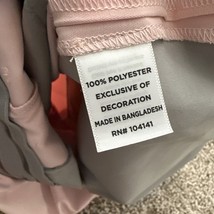 100% POLYESTER
EXCLUSIVE OF
DECORATION
MADE IN BANGLADESH
RN# 104141